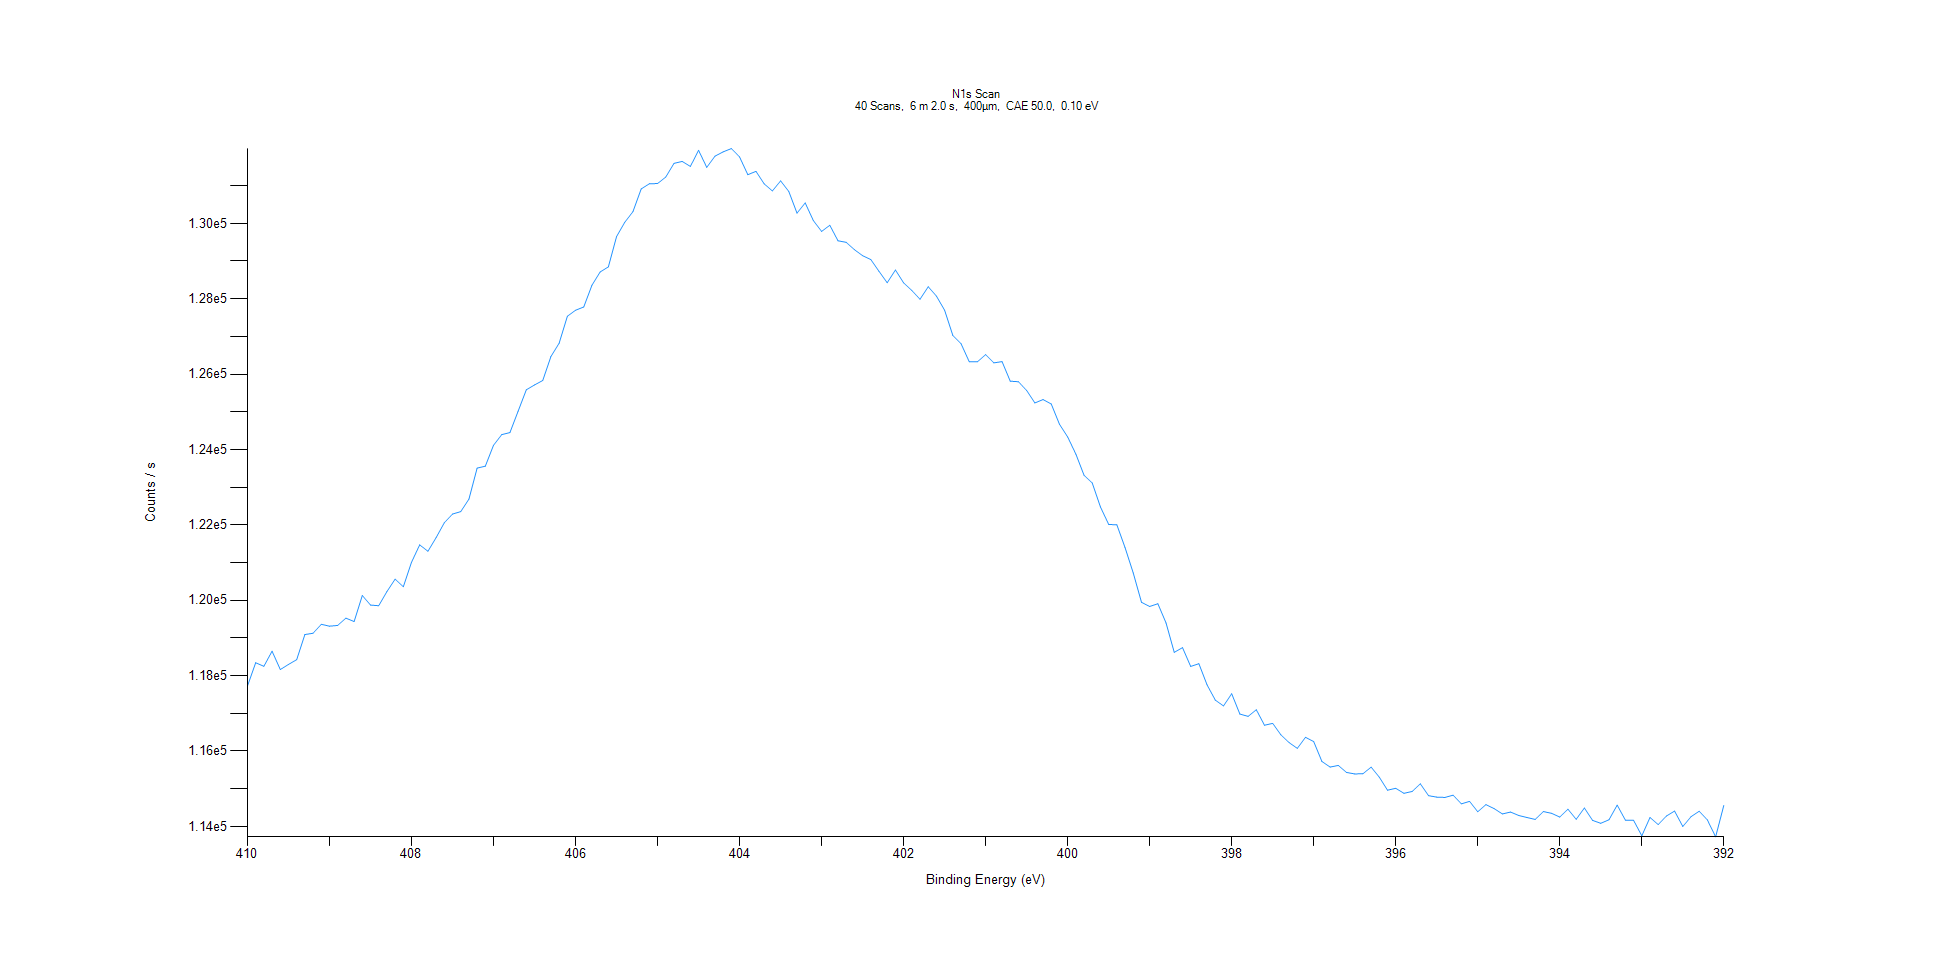 N1s Scan
40 Scans, 6 m 2.0 s, 400µm, CAE 50.0, 0.10 eV
1.30e5
1.28e5
1.26e5
1.24e5
1.22e5
1.20e5
1.18e5
1.16e5
1.14e5
Counts / s
410 408 406 404 402 400 398 396 394 392
Binding Energy (eV)